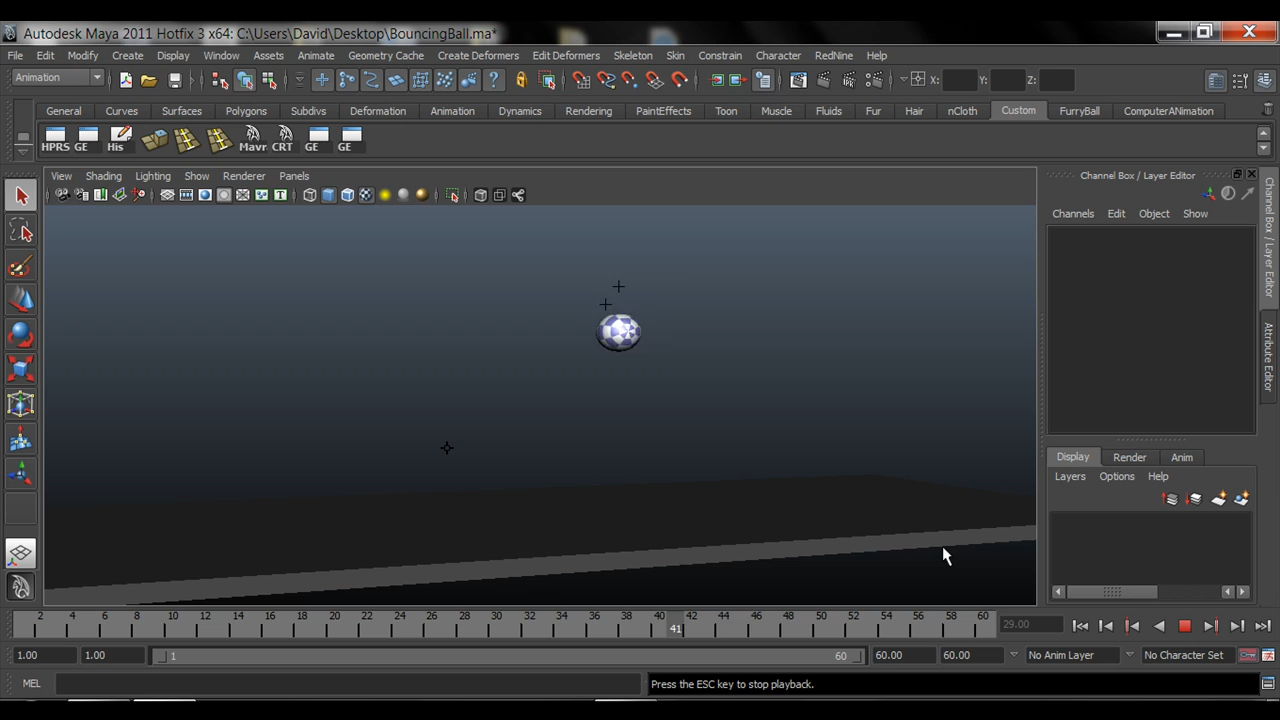 Autodesk Maya 2011 Hotfix 3 x64: C:\Users\David\Desktop\BouncingBall.ma*
File Edit Modify Create Display Window Assets Animate Geometry Cache Create Deformers Edit Deformers Skeleton Skin Constrain Character RedNine Help
Animation X: Y: Z:
General Curves Surfaces Polygons Subdivs Deformation Animation Dynamics Rendering PaintEffects Toon Muscle Fluids Fur Hair nCloth Custom FurryBall ComputerANimation
HPRS GE His Mavr CRT GE GE
View Shading Lighting Show Renderer Panels
Channel Box / Layer Editor
Channels Edit Object Show
Channel Box / Layer Editor
Attribute Editor
Display Render Anim
Layers Options Help
2 4 6 8 10 12 14 16 18 20 22 24 26 28 30 32 34 36 38 40 42 44 46 48 50 52 54 56 58 60
41
29.00
1.00 1.00 1 60 60.00 60.00 No Anim Layer No Character Set
MEL Press the ESC key to stop playback.